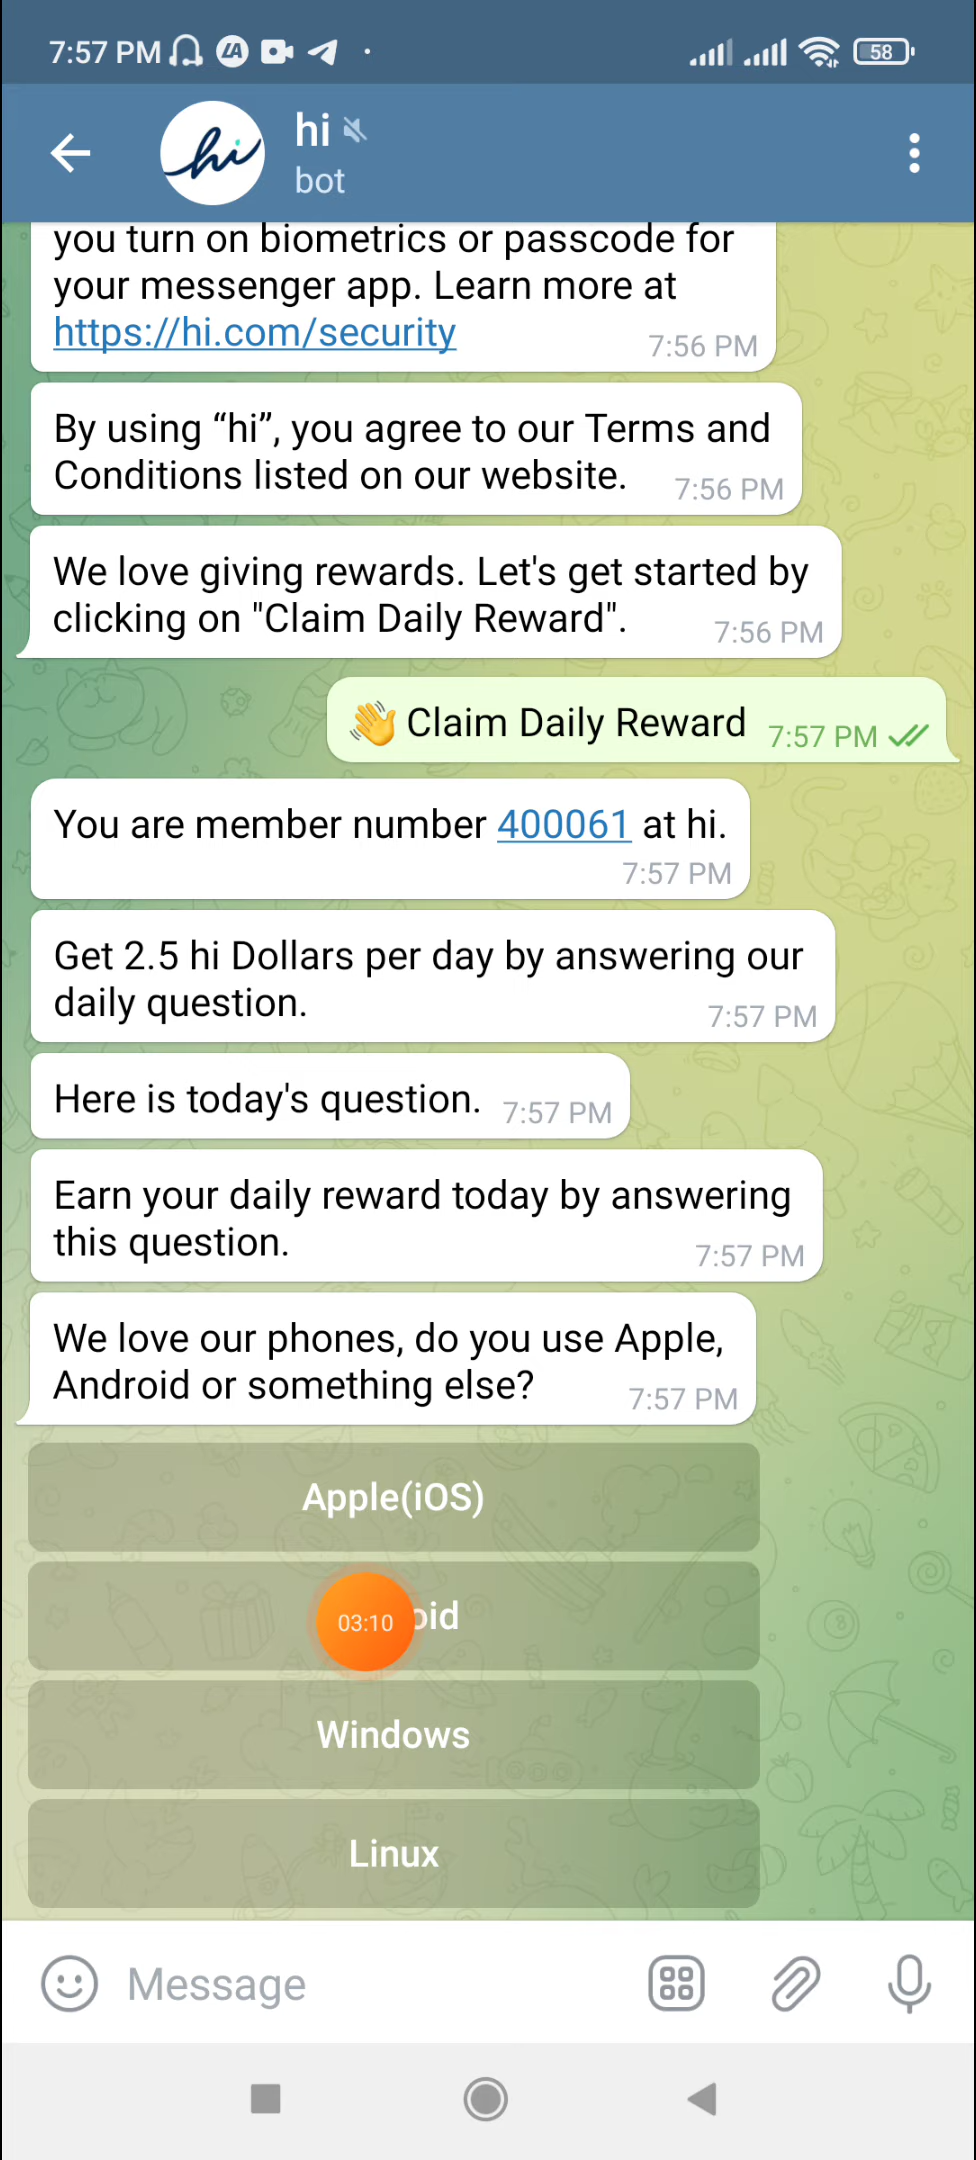 7:57 PM
58
hi
hi
bot
you turn on biometrics or passcode for
your messenger app. Learn more at
https://hi.com/security
7:56 PM
By using “hi”, you agree to our Terms and
Conditions listed on our website.
7:56 PM
We love giving rewards. Let's get started by
clicking on "Claim Daily Reward".
7:56 PM
👋 Claim Daily Reward
7:57 PM
You are member number 400061 at hi.
7:57 PM
Get 2.5 hi Dollars per day by answering our
daily question.
7:57 PM
Here is today's question.
7:57 PM
Earn your daily reward today by answering
this question.
7:57 PM
We love our phones, do you use Apple,
Android or something else?
7:57 PM
Apple(iOS)
03:10
oid
Windows
Linux
Message